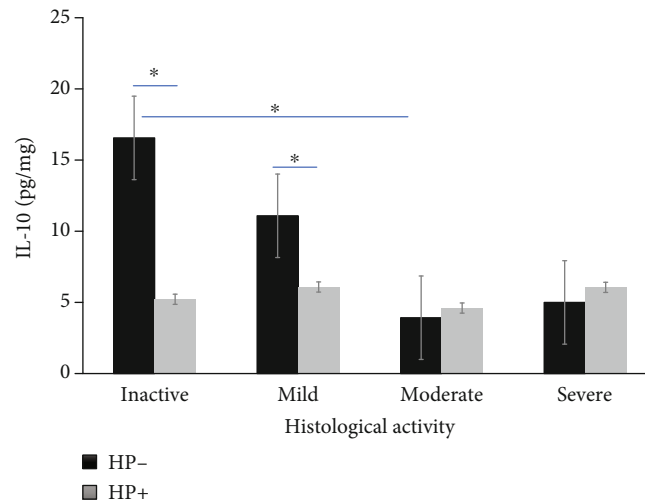 25
20
15
10
5
0
IL-10 (pg/mg)
*
*
*
Inactive Mild Moderate Severe
Histological activity
HP–
HP+